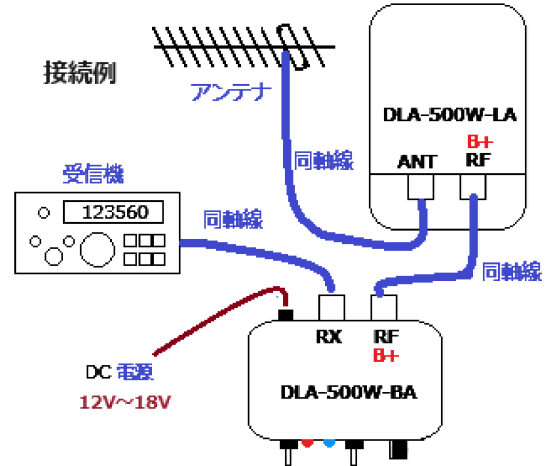 接続例
アンテナ
DLA-500W-LA
B+
ANT RF
同軸線
受信機
123560
同軸線
同軸線
RX RF
B+
DC 電源
12V～18V
DLA-500W-BA